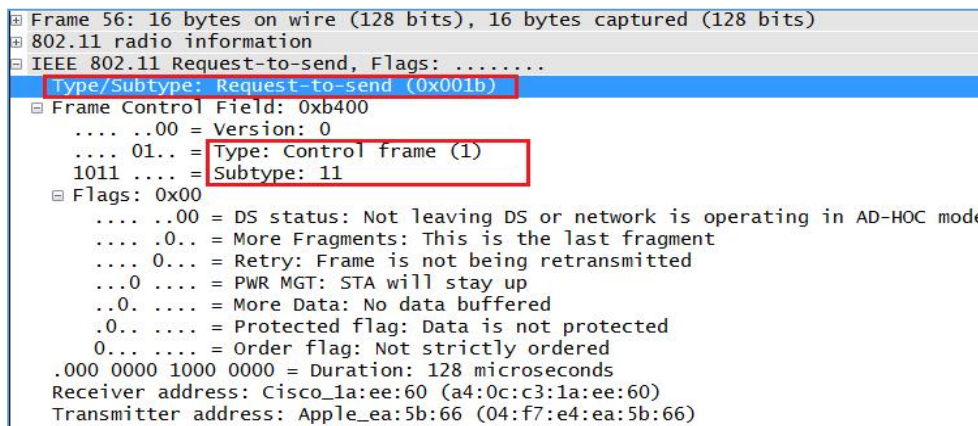 Frame 56: 16 bytes on wire (128 bits), 16 bytes captured (128 bits)
802.11 radio information
IEEE 802.11 Request-to-send, Flags: ........
Type/Subtype: Request-to-send (0x001b)
Frame Control Field: 0xb400
.... ..00 = Version: 0
.... 01.. = Type: Control frame (1)
1011 .... = Subtype: 11
Flags: 0x00
.... ..00 = DS status: Not leaving DS or network is operating in AD-HOC mode
.... .0.. = More Fragments: This is the last fragment
.... 0... = Retry: Frame is not being retransmitted
...0 .... = PWR MGT: STA will stay up
..0. .... = More Data: No data buffered
.0.. .... = Protected flag: Data is not protected
0... .... = Order flag: Not strictly ordered
.000 0000 1000 0000 = Duration: 128 microseconds
Receiver address: Cisco_1a:ee:60 (a4:0c:c3:1a:ee:60)
Transmitter address: Apple_ea:5b:66 (04:f7:e4:ea:5b:66)